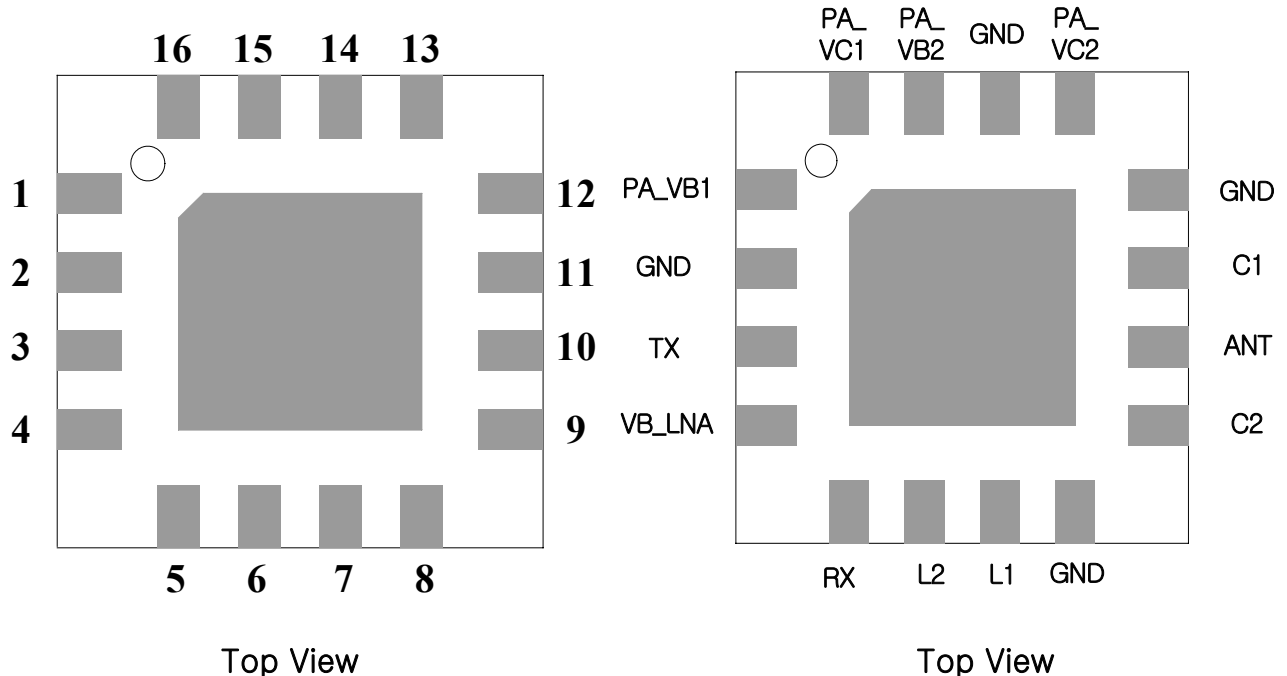 16 15 14 13
1 12
2 11
3 10
4 9
5 6 7 8
Top View
PA_
VC1
PA_
VB2
GND
PA_
VC2
PA_VB1 GND
GND C1
TX ANT
VB_LNA C2
RX L2 L1 GND
Top View